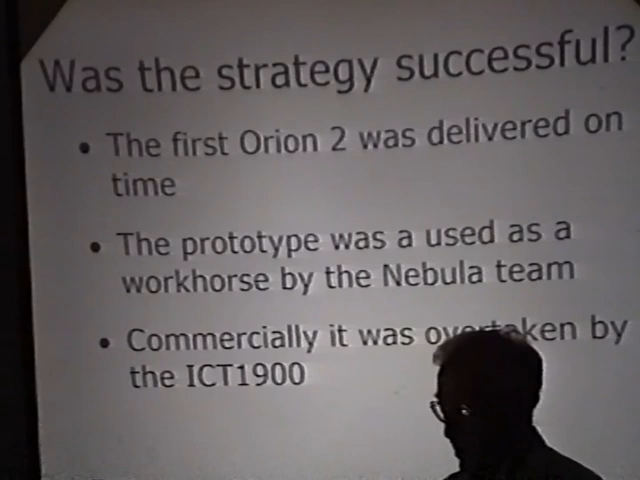 Was the strategy successful?
• The first Orion 2 was delivered on
time
• The prototype was a used as a
workhorse by the Nebula team
• Commercially it was overtaken by
the ICT1900